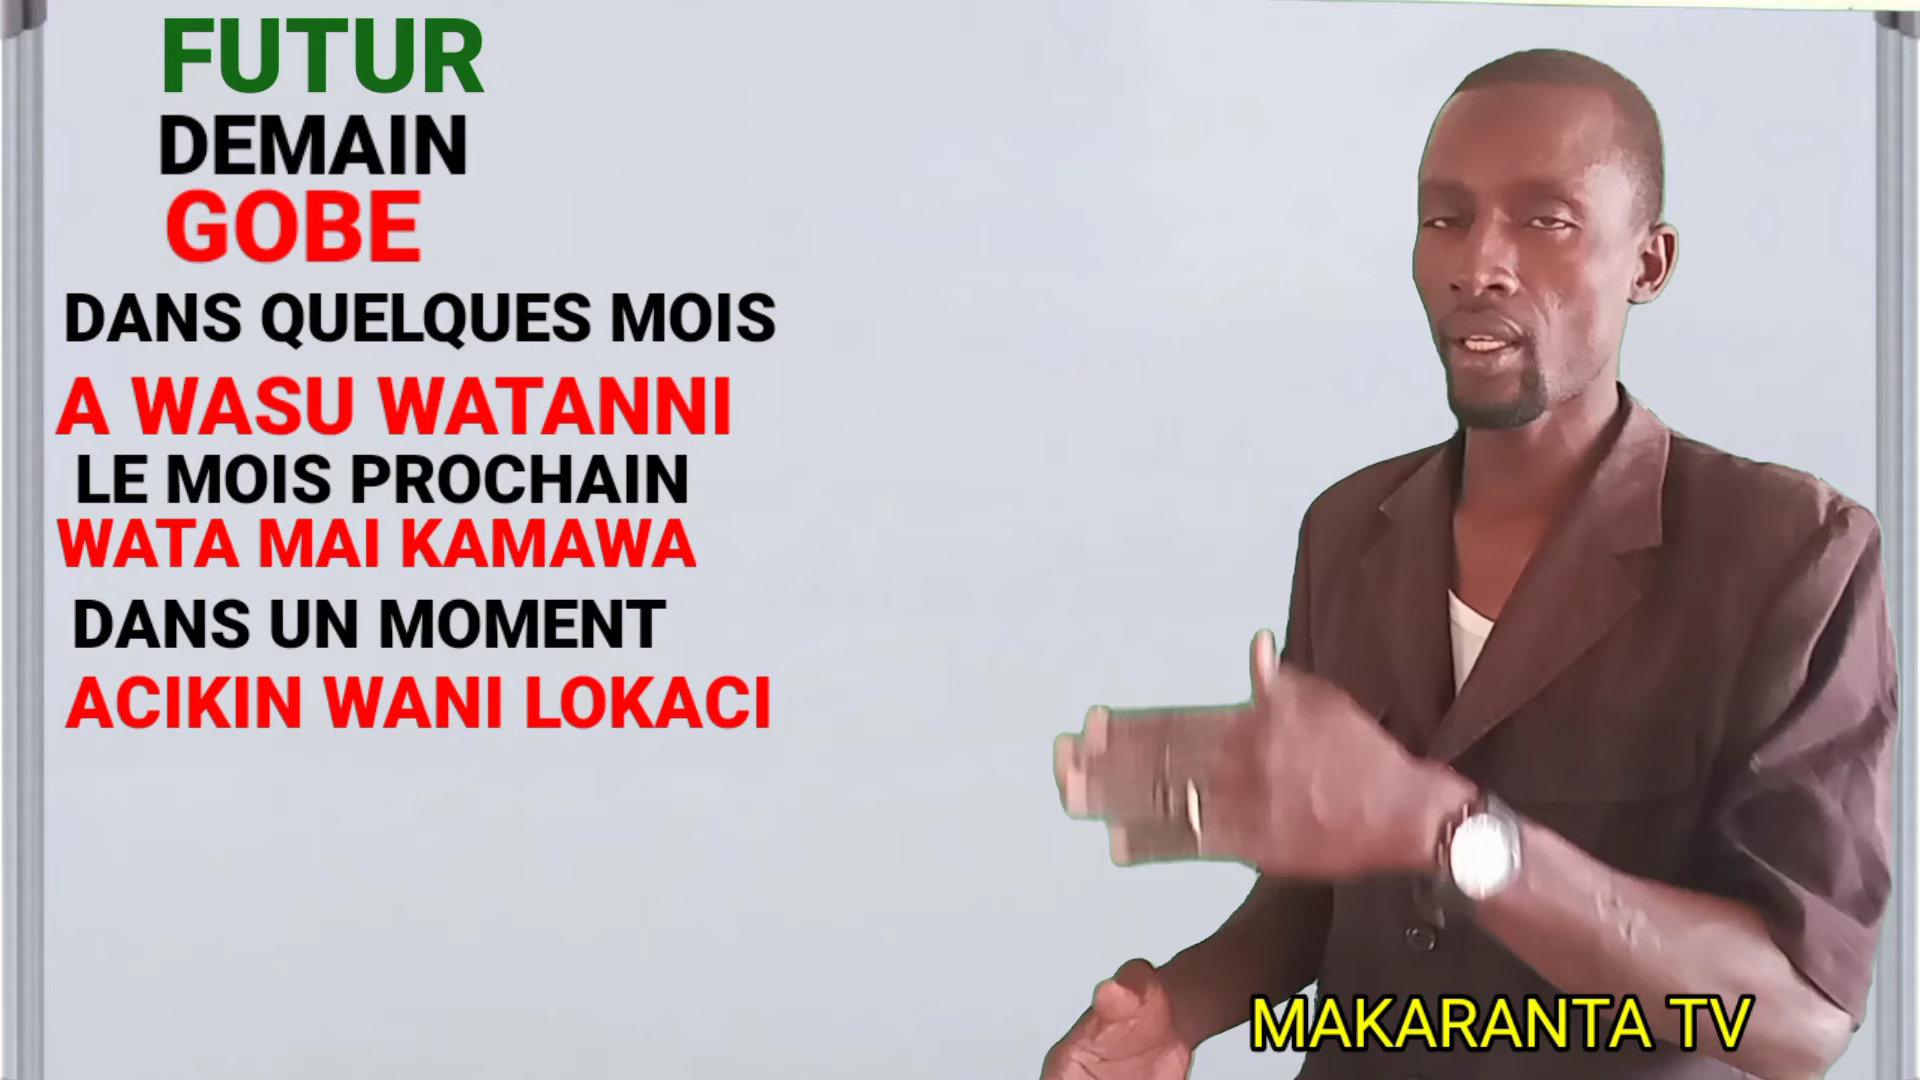 FUTUR
DEMAIN
GOBE
DANS QUELQUES MOIS
A WASU WATANNI
LE MOIS PROCHAIN
WATA MAI KAMAWA
DANS UN MOMENT
ACIKIN WANI LOKACI
MAKARANTA TV